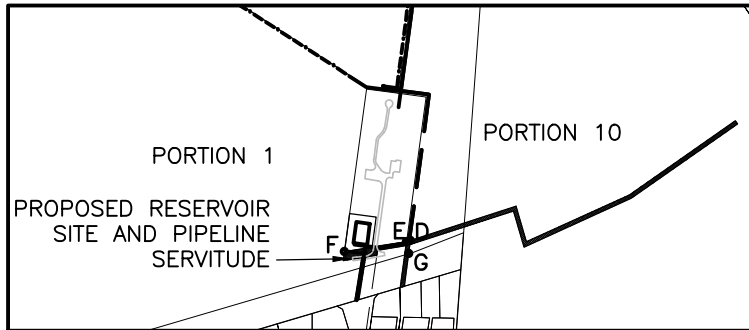 PORTION 1
PORTION 10
PROPOSED RESERVOIR
SITE AND PIPELINE
SERVITUDE
F
E
D
G